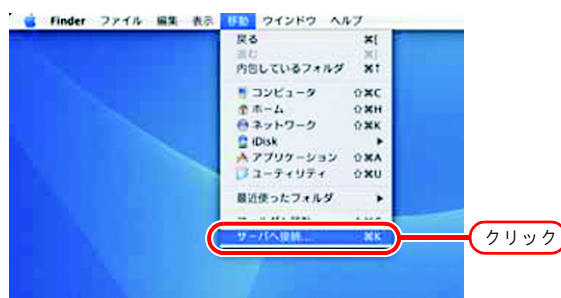 Finder ファイル 編集 表示 移動 ウインドウ ヘルプ
戻る ⌘[
進む ⌘]
内包しているフォルダ ⌘↑
コンピュータ ⇧⌘C
ホーム ⇧⌘H
ネットワーク ⇧⌘K
iDisk ▶
アプリケーション ⇧⌘A
ユーティリティ ⇧⌘U
最近使ったフォルダ ▶
サーバへ接続... ⌘K
クリック